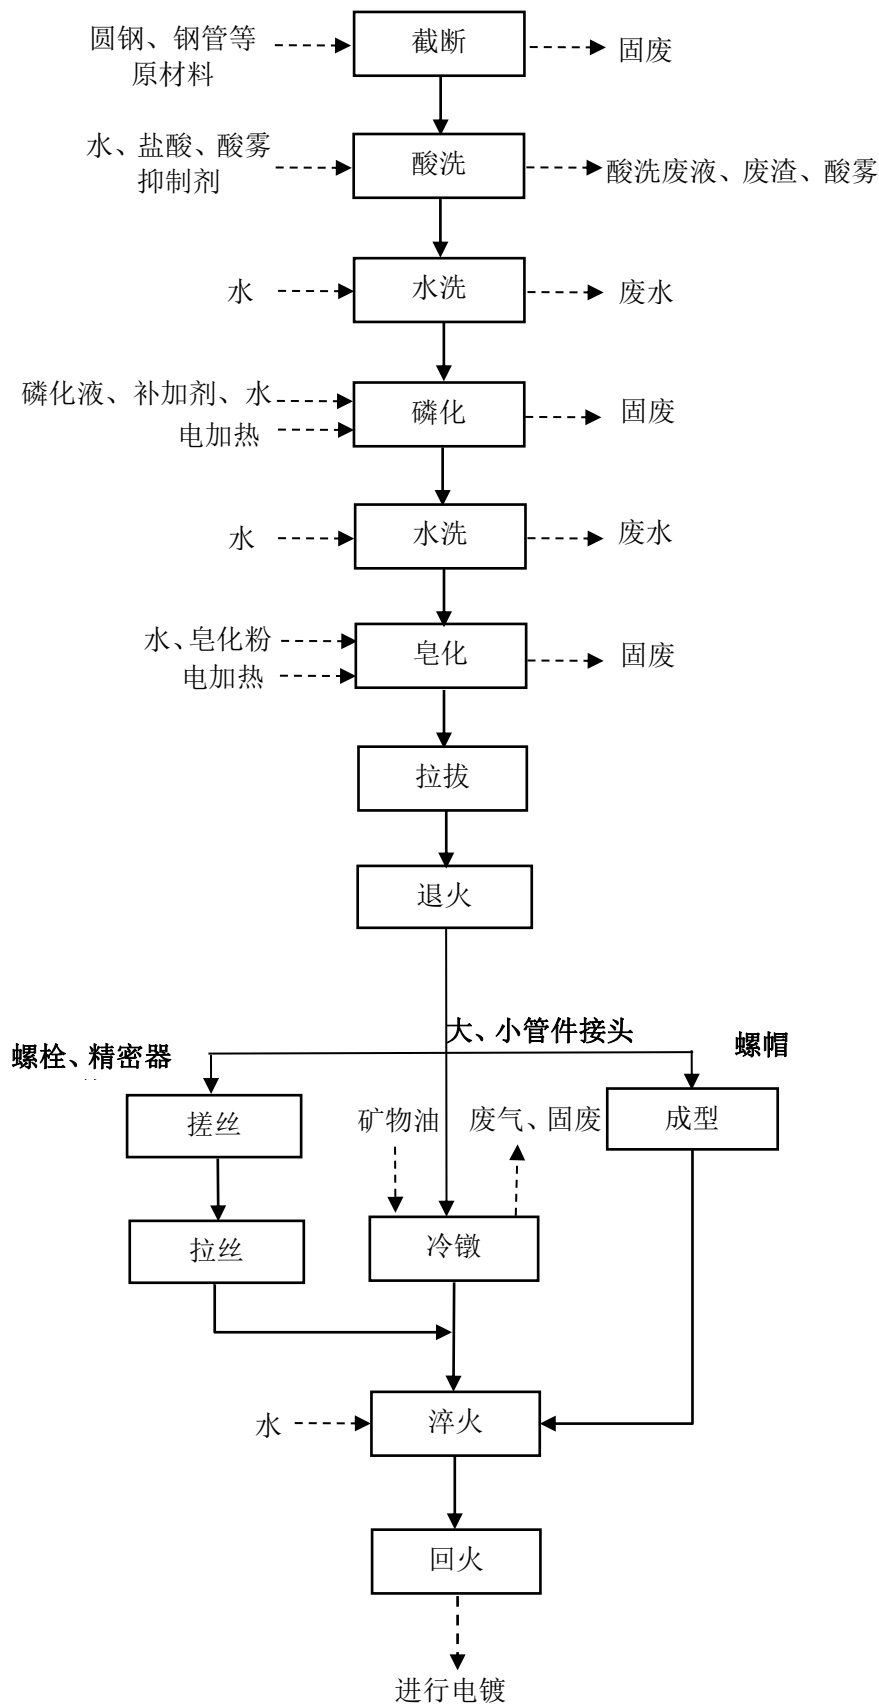 圆钢、钢管等
原材料
截断
固废
水、盐酸、酸雾
抑制剂
酸洗
酸洗废液、废渣、酸雾
水
水洗
废水
磷化液、补加剂、水
电加热
磷化
固废
水
水洗
废水
水、皂化粉
电加热
皂化
固废
拉拔
退火
螺栓、精密器
大、小管件接头
螺帽
搓丝
矿物油
废气、固废
成型
拉丝
冷镦
水
淬火
回火
进行电镀